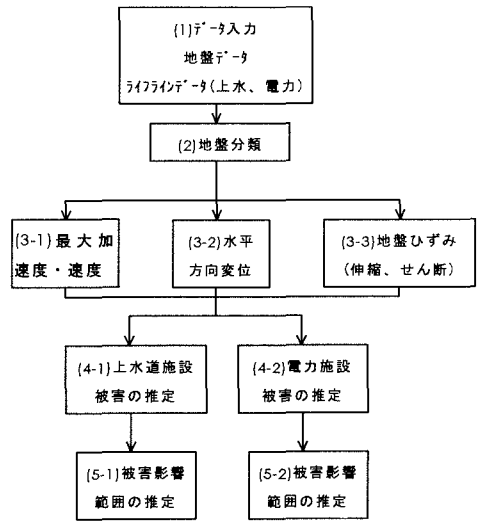 (1)ﾃﾞｰﾀ入力
地盤データ
ﾗｲﾌﾗｲﾝﾃﾞｰﾀ(上水、電力)
(2)地盤分類
(3-1)最大加
速度・速度
(3-2)水平
方向変位
(3-3)地盤ひずみ
(伸縮、せん断)
(4-1)上水道施設
被害の推定
(4-2)電力施設
被害の推定
(5-1)被害影響
範囲の推定
(5-2)被害影響
範囲の推定